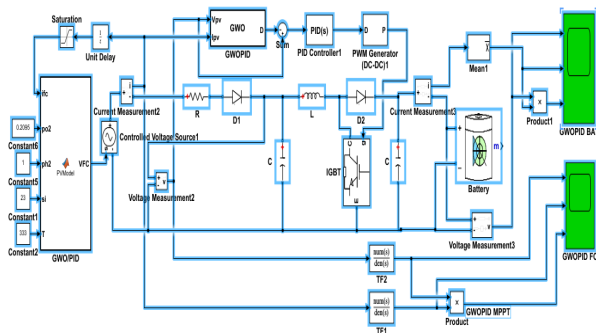 Saturation
Unit Delay
1
z
Vpv
Ipv
GWO
D
GWOPID
Sum
PID(s)
PID Controller1
D
P
PWM Generator
(DC-DC)1
Mean1
Product1
GWOPID BAT
Current Measurement2
R
D1
L
D2
Current Measurement3
ifc
po2
ph2
si
T
PVModel
VFC
GWO/PID
0.2095
Constant6
1
Constant5
23
Constant1
333
Constant2
Controlled Voltage Source1
C
Voltage Measurement2
IGBT
E
C
Battery
m
Voltage Measurement3
GWOPID FC
num(s)
den(s)
TF2
num(s)
den(s)
TF1
Product
GWOPID MPPT